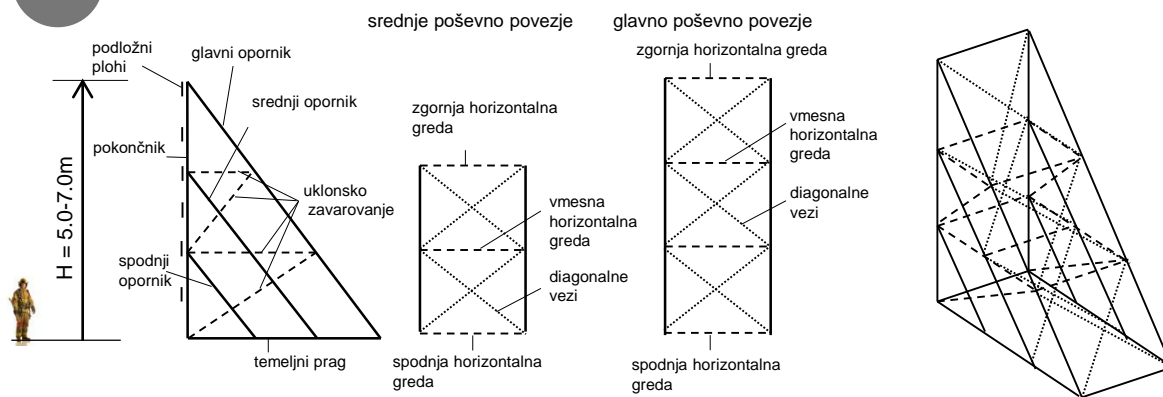 srednje poševno povezje
glavno poševno povezje
podložni
plohi
glavni opornik
srednji opornik
pokončnik
H = 5.0-7.0m
uklonsko
zavarovanje
spodnji
opornik
temeljni prag
zgornja horizontalna
greda
vmesna
horizontalna
greda
diagonalne
vezi
spodnja horizontalna
greda
zgornja horizontalna greda
vmesna
horizontalna
greda
diagonalne
vezi
spodnja horizontalna
greda